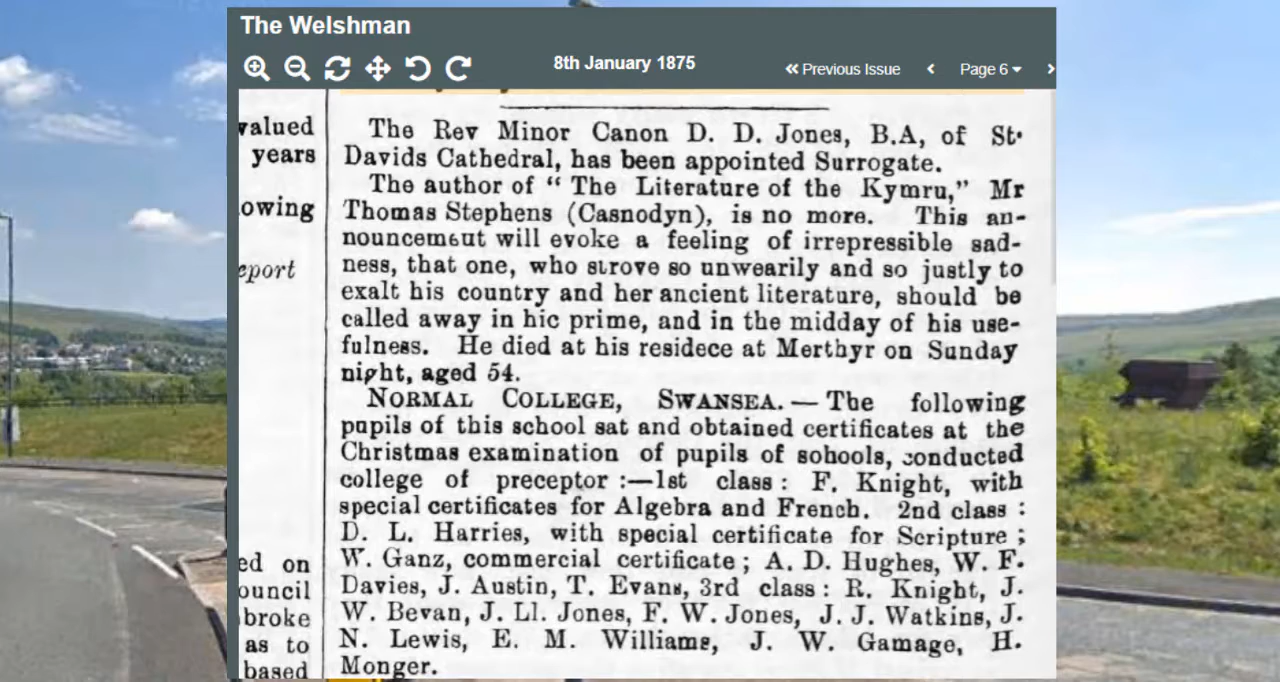 The Welshman
8th January 1875
Previous Issue
Page 6
valued
years
owing
eport
ed on
ouncil
broke
as to
based
The Rev Minor Canon D. D. Jones, B.A, of St.
Davids Cathedral, has been appointed Surrogate.
The author of “ The Literature of the Kymru,” Mr
Thomas Stephens (Casnodyn), is no more. This an-
nouncement will evoke a feeling of irrepressible sad-
ness, that one, who strove so unwearily and so justly to
exalt his country and her ancient literature, should be
called away in hic prime, and in the midday of his use-
fulness. He died at his residece at Merthyr on Sunday
night, aged 54.
NORMAL COLLEGE, SWANSEA. — The following
pupils of this school sat and obtained certificates at the
Christmas examination of pupils of sohools, conducted
college of preceptor :—1st class : F. Knight, with
special certificates for Algebra and French. 2nd class :
D. L. Harries, with special certificate for Scripture ;
W. Ganz, commercial certificate ; A. D. Hughes, W. F.
Davies, J. Austin, T. Evans, 3rd class : R. Knight, J.
W. Bevan, J. Ll. Jones, F. W. Jones, J. J. Watkins, J.
N. Lewis, E. M. Williams, J. W. Gamage, H.
Monger.